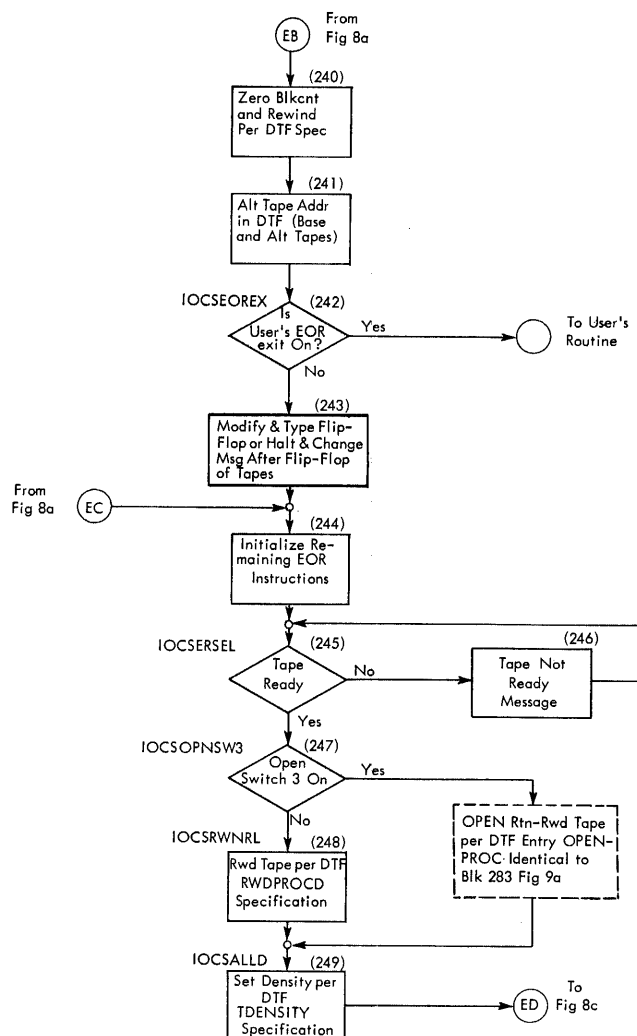 From
Fig 8a
EB
(240)
Zero Blkcnt
and Rewind
Per DTF Spec
(241)
Alt Tape Addr
in DTF (Base
and Alt Tapes)
IOCSEOREX
(242)
Is
User's EOR
exit On?
Yes
To User's
Routine
No
(243)
Modify & Type Flip-
Flop or Halt & Change
Msg After Flip-Flop
of Tapes
From
Fig 8a
EC
(244)
Initialize Re-
maining EOR
Instructions
IOCSERSEL
(245)
Tape
Ready
No
(246)
Tape Not
Ready
Message
Yes
IOCSOPNSW3
(247)
Open
Switch 3 On
Yes
OPEN Rtn-Rwd Tape
per DTF Entry OPEN-
PROC Identical to
Blk 283 Fig 9a
No
IOCSRWNRL
(248)
Rwd Tape per DTF
RWDPROCD
Specification
IOCSALLD
(249)
Set Density per
DTF
TDENSITY
Specification
ED
To
Fig 8c